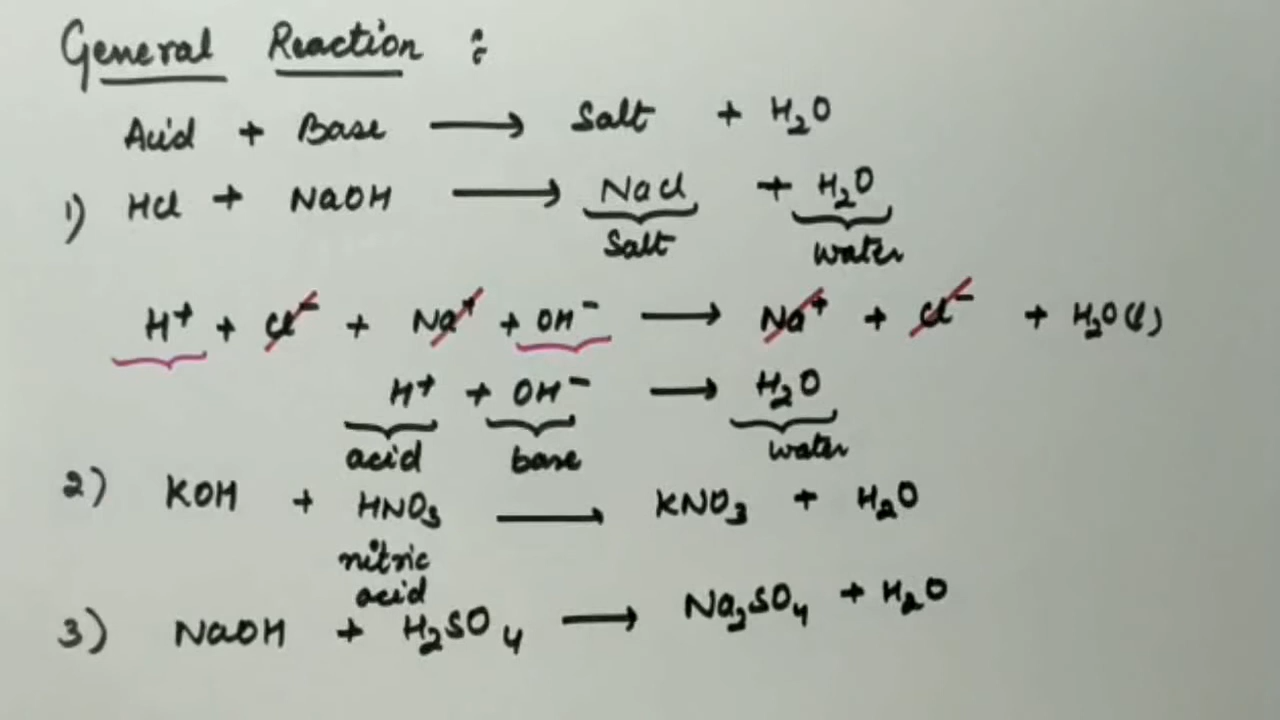 General Reaction :
Acid + Base ⟶ Salt + H₂O
1) HCl + NaOH ⟶ NaCl + H₂O
Salt water
H⁺ + Cl⁻ + Na⁺ + OH⁻ ⟶ Na⁺ + Cl⁻ + H₂O(l)
H⁺ + OH⁻ ⟶ H₂O
acid base water
2) KOH + HNO₃ ⟶ KNO₃ + H₂O
nitric
acid
3) NaOH + H₂SO₄ ⟶ Na₂SO₄ + H₂O